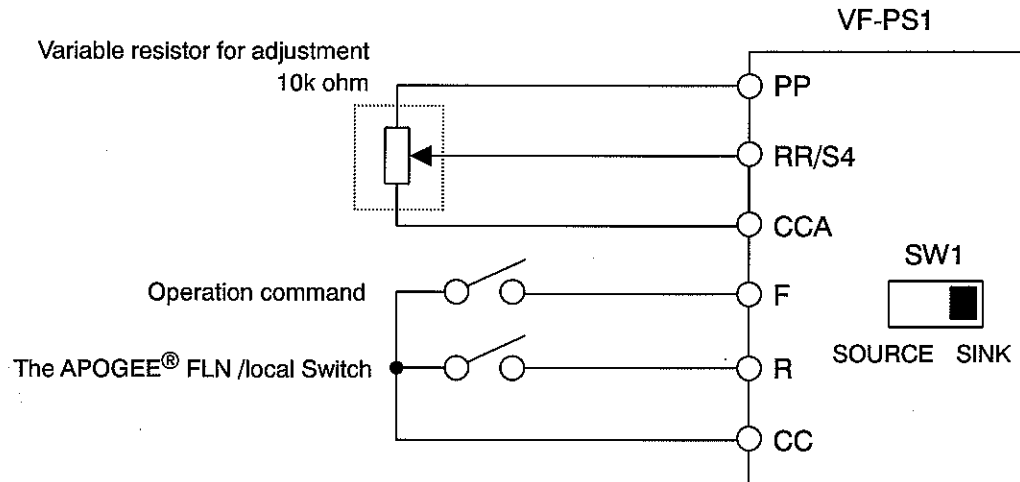 VF-PS1
Variable resistor for adjustment
10k ohm
PP
RR/S4
CCA
SW1
Operation command
F
SOURCE SINK
The APOGEE® FLN /local Switch
R
CC